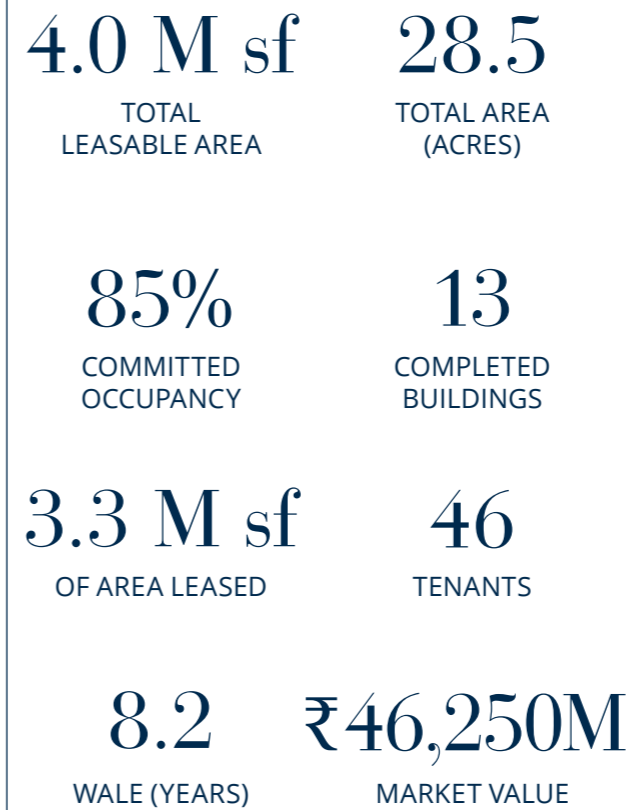 4.0 M sf
TOTAL
LEASABLE AREA
28.5
TOTAL AREA
(ACRES)
85%
COMMITTED
OCCUPANCY
13
COMPLETED
BUILDINGS
3.3 M sf
OF AREA LEASED
46
TENANTS
8.2
WALE (YEARS)
₹46,250M
MARKET VALUE